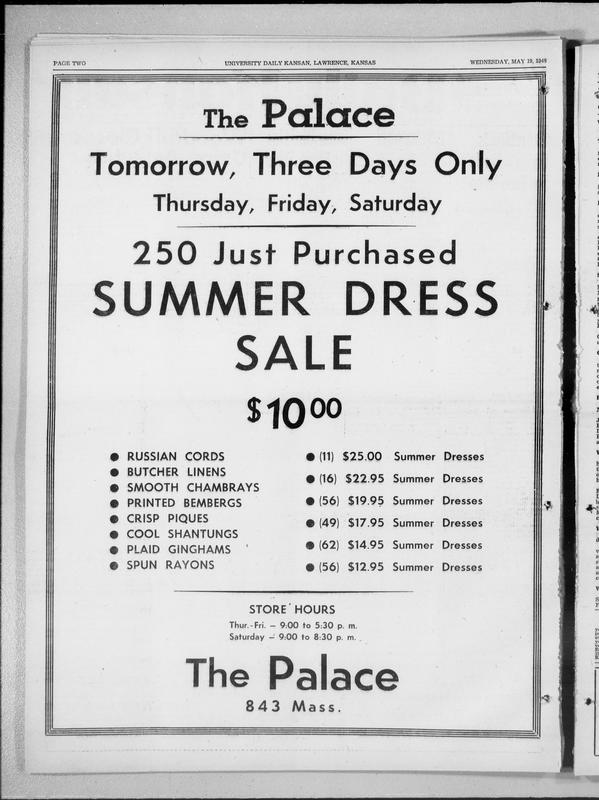 PAGE TWO UNIVERSITY DAILY KANSAN, LAWRENCE, KANSAS WEDNESDAY, MAY 19, 1948
The Palace
Tomorrow, Three Days Only
Thursday, Friday, Saturday
250 Just Purchased
SUMMER DRESS
SALE
$10 00
● RUSSIAN CORDS
● BUTCHER LINENS
● SMOOTH CHAMBRAYS
● PRINTED BEMBERGS
● CRISP PIQUES
● COOL SHANTUNGS
● PLAID GINGHAMS
● SPUN RAYONS
● (11) $25.00 Summer Dresses
● (16) $22.95 Summer Dresses
● (56) $19.95 Summer Dresses
● (49) $17.95 Summer Dresses
● (62) $14.95 Summer Dresses
● (56) $12.95 Summer Dresses
STORE HOURS
Thur.-Fri. — 9:00 to 5:30 p. m.
Saturday — 9:00 to 8:30 p. m.
The Palace
843 Mass.